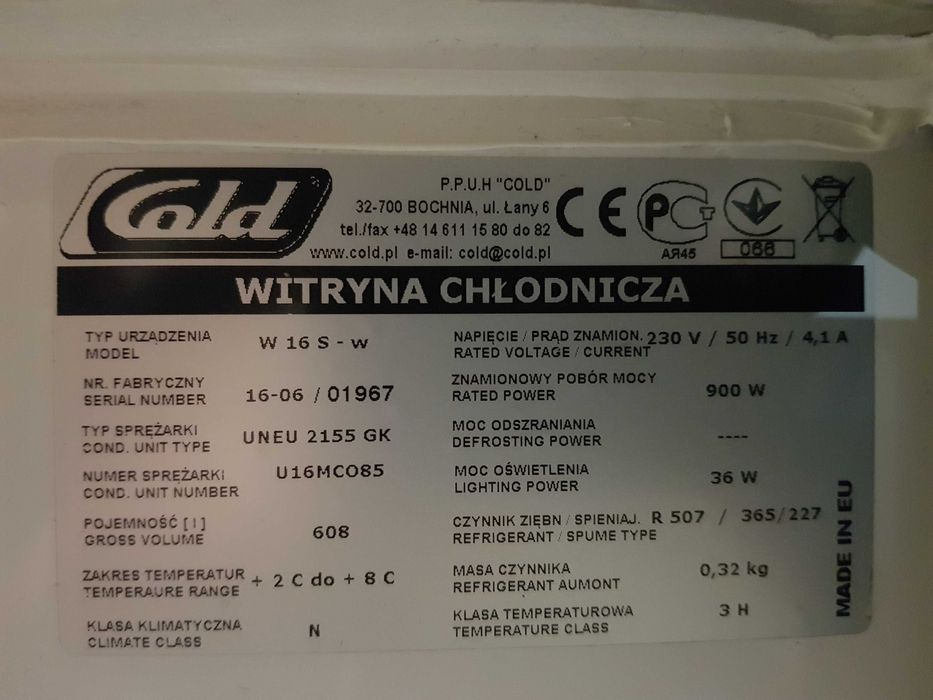 Cold
P.P.U.H "COLD"
32-700 BOCHNIA, ul. Łany 6
tel./fax +48 14 611 15 80 do 82
www.cold.pl e-mail: cold@cold.pl
CE
PCT
АЯ45
066
WITRYNA CHŁODNICZA
TYP URZĄDZENIA
MODEL
W 16 S - w
NR. FABRYCZNY
SERIAL NUMBER
16-06 / 01967
TYP SPRĘŻARKI
COND. UNIT TYPE
UNEU 2155 GK
NUMER SPRĘŻARKI
COND. UNIT NUMBER
U16MCO85
POJEMNOŚĆ [ l ]
GROSS VOLUME
608
ZAKRES TEMPERATUR
TEMPERAURE RANGE
+ 2 C do + 8 C
KLASA KLIMATYCZNA
CLIMATE CLASS
N
NAPIĘCIE / PRĄD ZNAMION.
RATED VOLTAGE / CURRENT
230 V / 50 Hz / 4,1 A
ZNAMIONOWY POBÓR MOCY
RATED POWER
900 W
MOC ODSZRANIANIA
DEFROSTING POWER
----
MOC OŚWIETLENIA
LIGHTING POWER
36 W
CZYNNIK ZIĘBN / SPIENIAJ.
REFRIGERANT / SPUME TYPE
R 507 / 365/227
MASA CZYNNIKA
REFRIGERANT AUMONT
0,32 kg
KLASA TEMPERATUROWA
TEMPERATURE CLASS
3 H
MADE IN EU